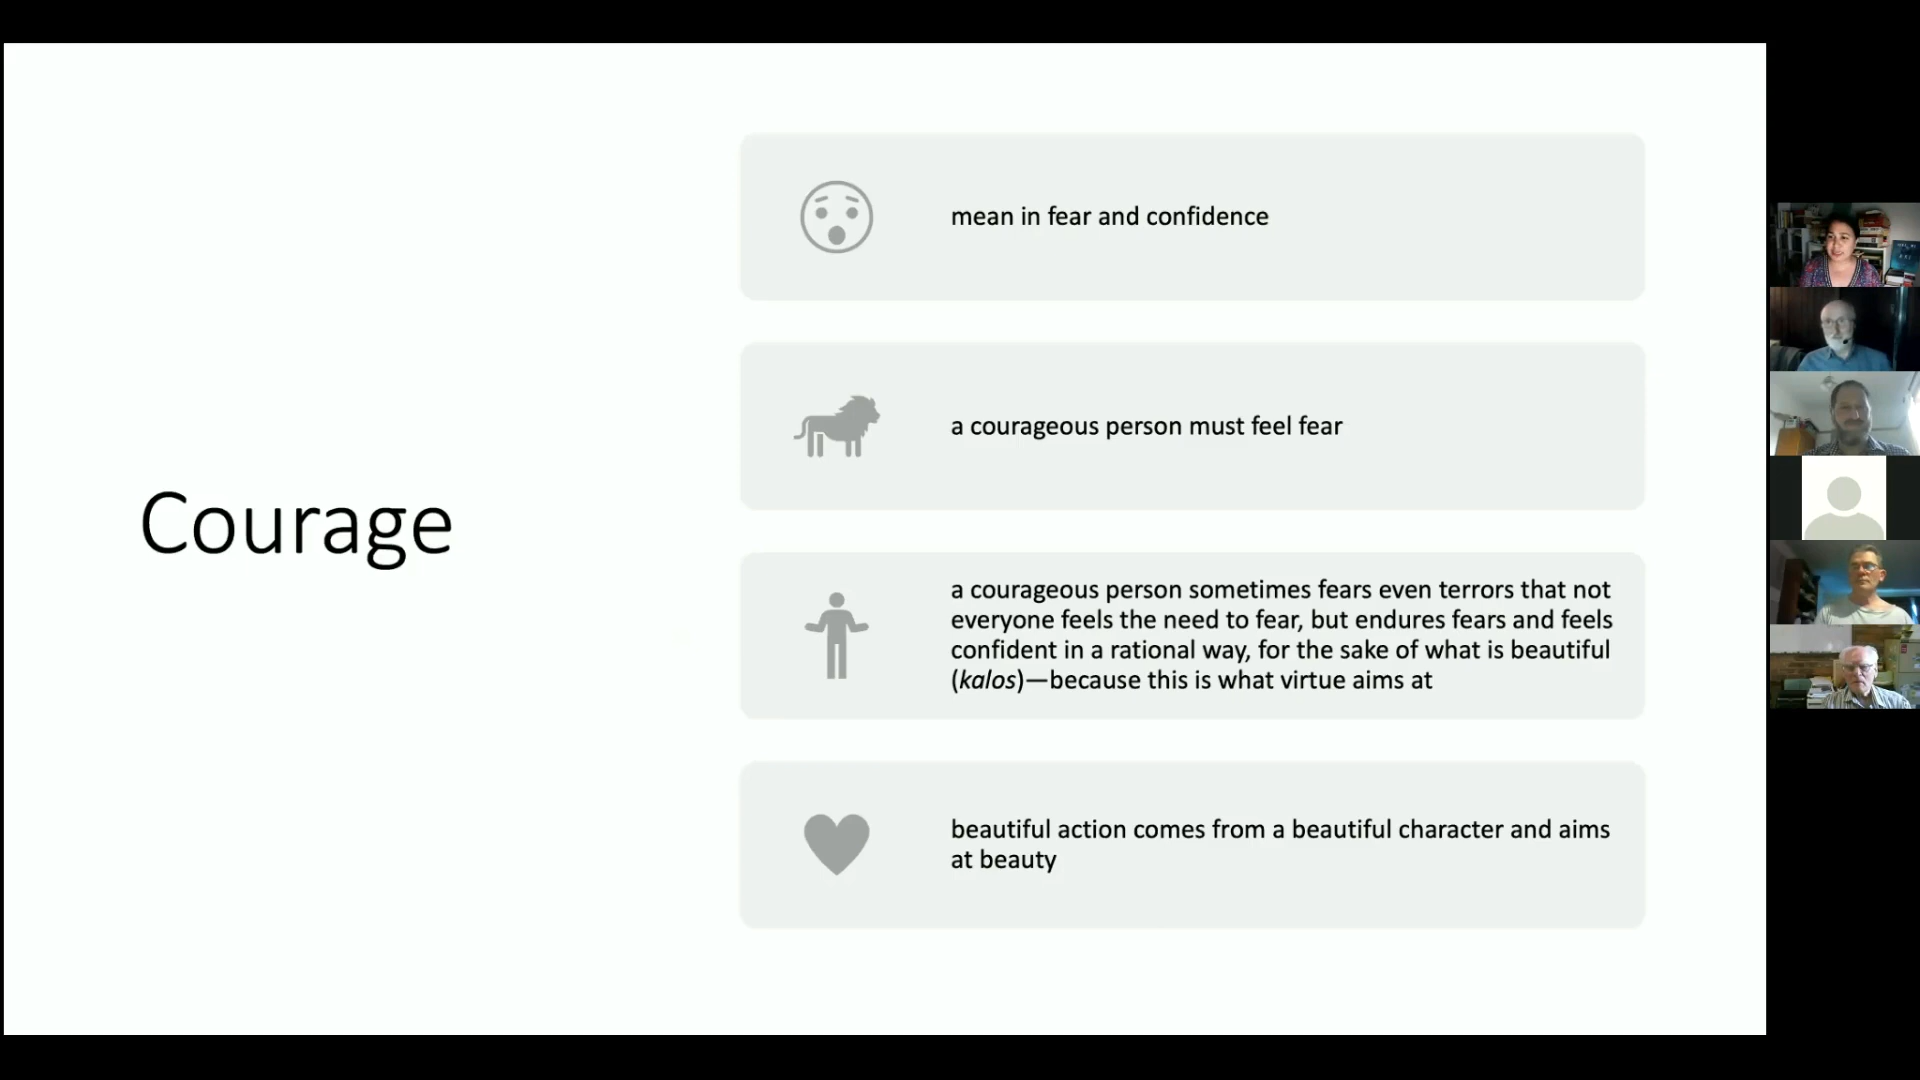 Courage
mean in fear and confidence
a courageous person must feel fear
a courageous person sometimes fears even terrors that not
everyone feels the need to fear, but endures fears and feels
confident in a rational way, for the sake of what is beautiful
(kalos)—because this is what virtue aims at
beautiful action comes from a beautiful character and aims
at beauty